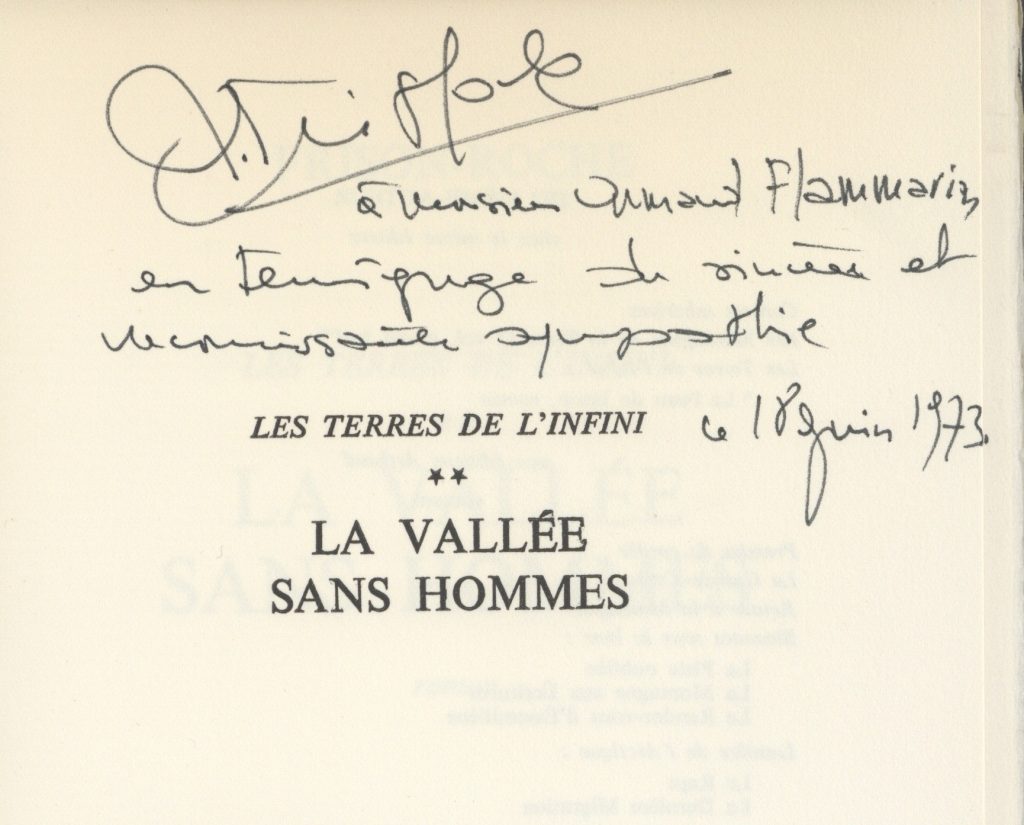 à Monsieur Armand Flammarion
en témoignage de sincère et
reconnaissante sympathie
le 18 juin 1973.
LES TERRES DE L'INFINI
**
LA VALLÉE
SANS HOMMES